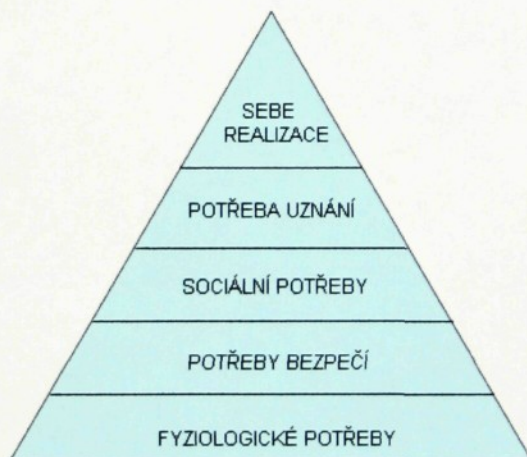 SEBE
REALIZACE
POTŘEBA UZNÁNÍ
SOCIÁLNÍ POTŘEBY
POTŘEBY BEZPEČÍ
FYZIOLOGICKÉ POTŘEBY